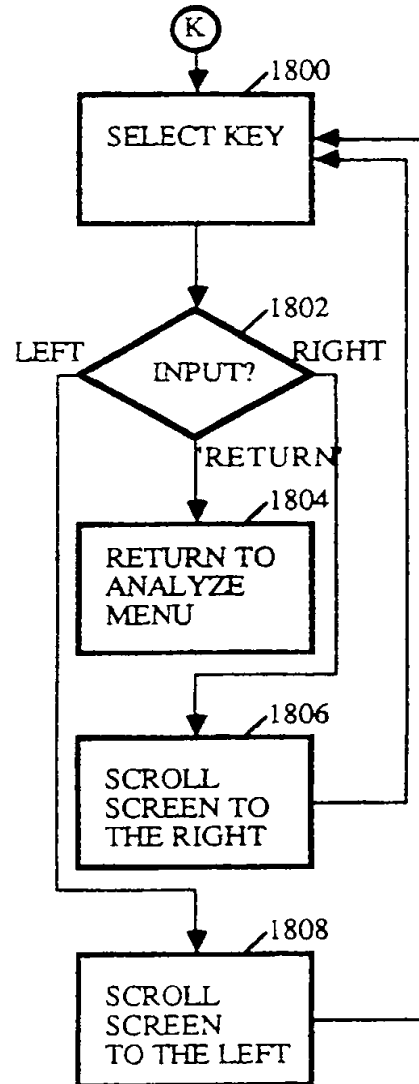 K
1800
SELECT KEY
1802
LEFT
INPUT?
RIGHT
'RETURN'
1804
RETURN TO
ANALYZE
MENU
1806
SCROLL
SCREEN TO
THE RIGHT
1808
SCROLL
SCREEN
TO THE LEFT